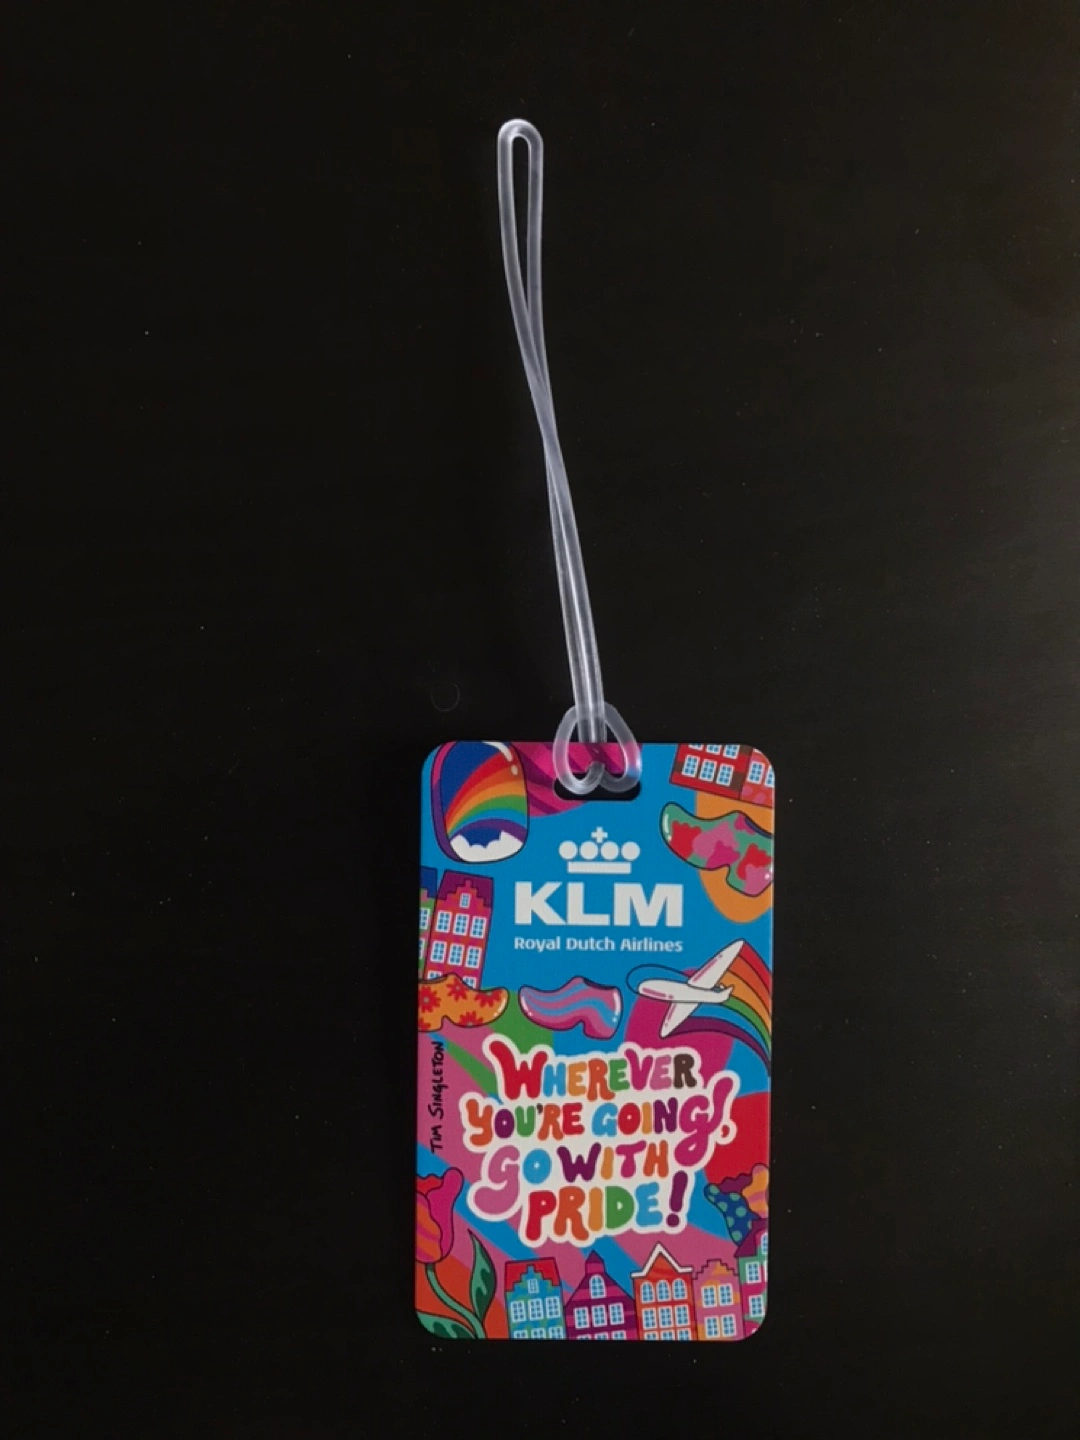 KLM
Royal Dutch Airlines
WHEREVER
YOU'RE GOING,
GO WITH
PRIDE!
TIM SINGLETON